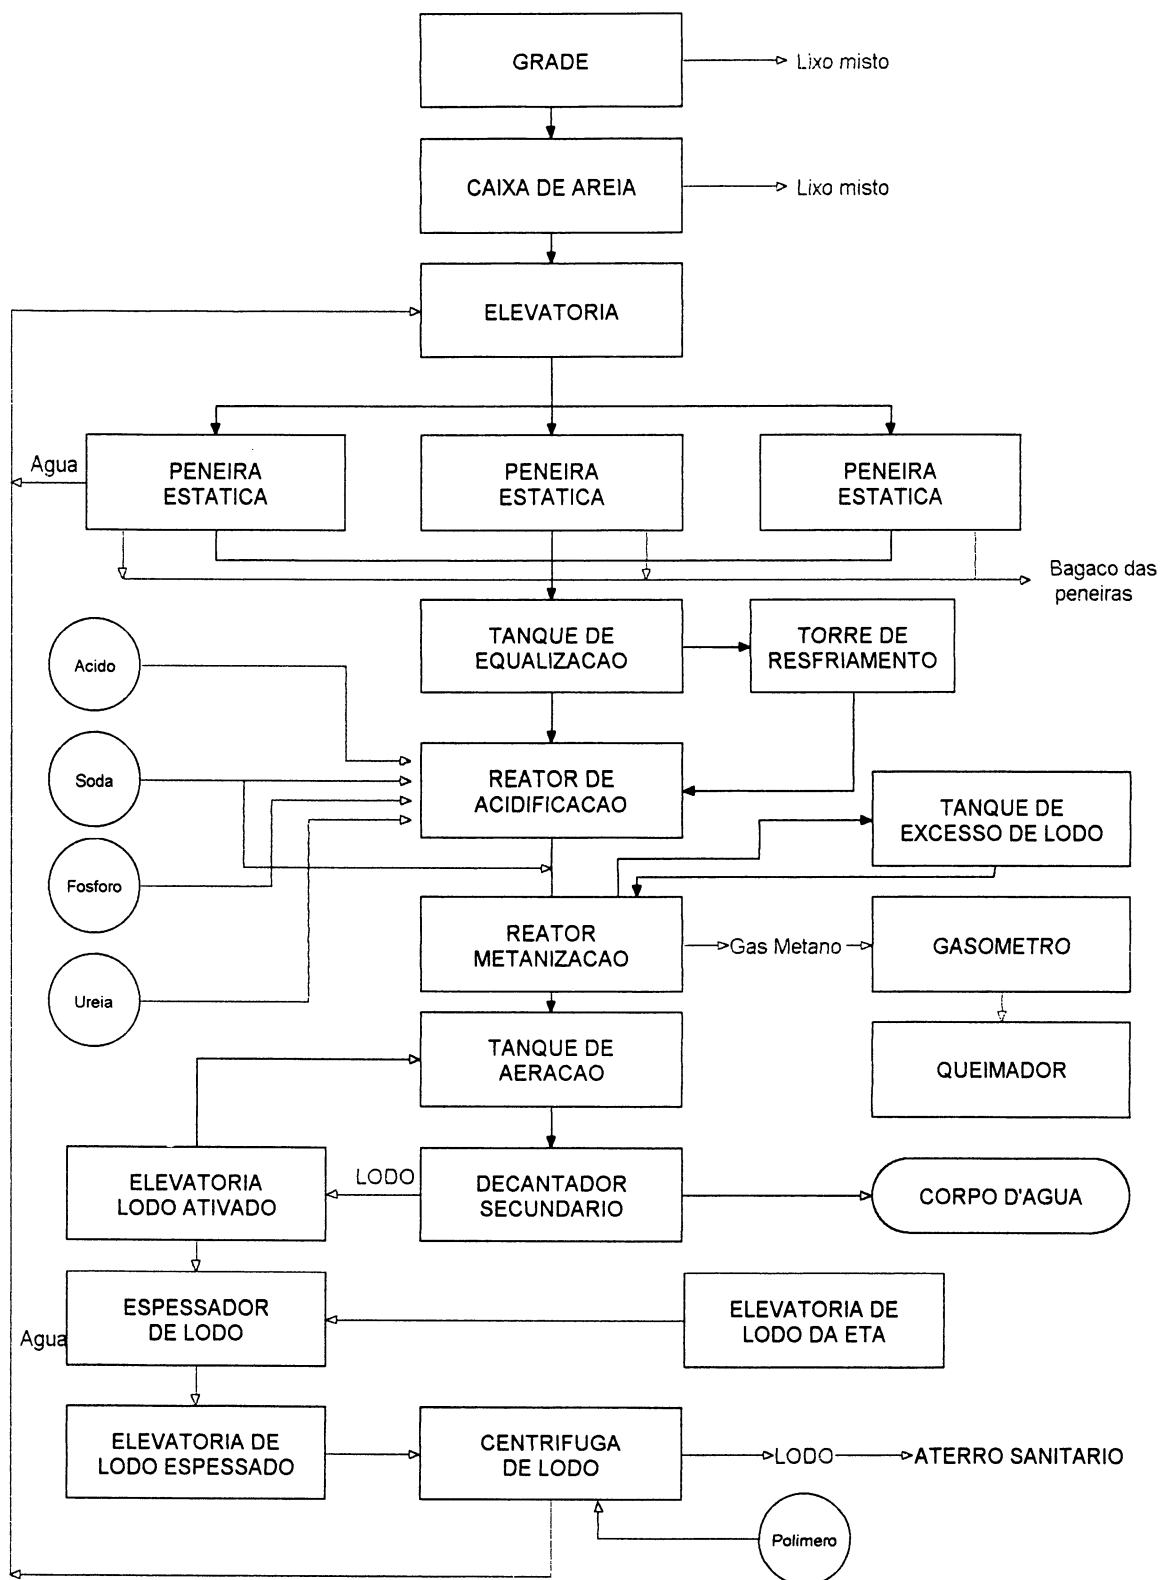 GRADE
Lixo misto
CAIXA DE AREIA
Lixo misto
ELEVATORIA
Agua
PENEIRA
ESTATICA
PENEIRA
ESTATICA
PENEIRA
ESTATICA
Bagaco das
peneiras
TANQUE DE
EQUALIZACAO
TORRE DE
RESFRIAMENTO
Acido
Soda
REATOR DE
ACIDIFICACAO
TANQUE DE
EXCESSO DE LODO
Fosforo
REATOR
METANIZACAO
Gas Metano
GASOMETRO
Ureia
TANQUE DE
AERACAO
QUEIMADOR
ELEVATORIA
LODO ATIVADO
LODO
DECANTADOR
SECUNDARIO
CORPO D'AGUA
Agua
ESPESSADOR
DE LODO
ELEVATORIA DE
LODO DA ETA
ELEVATORIA DE
LODO ESPESSADO
CENTRIFUGA
DE LODO
LODO
ATERRO SANITARIO
Polimero